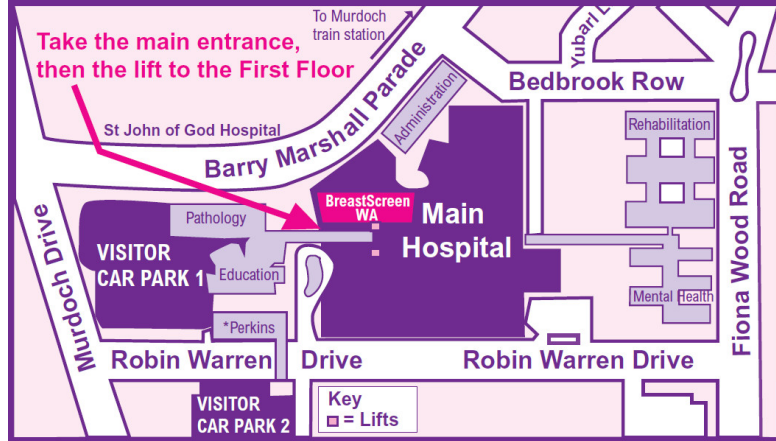 To Murdoch
train station
Take the main entrance,
then the lift to the First Floor
Yubarl L
Bedbrook Row
Administration
St John of God Hospital
Barry Marshall Parade
Rehabilitation
BreastScreen
WA
Main
Hospital
Pathology
Murdoch Drive
VISITOR
CAR PARK 1
Education
Fiona Wood Road
Mental Health
*Perkins
Robin Warren Drive
Robin Warren Drive
VISITOR
CAR PARK 2
Key
= Lifts